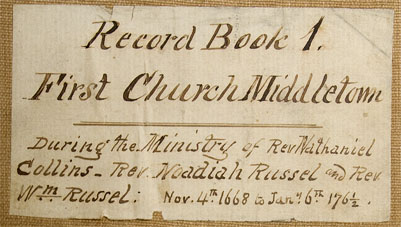 Record Book 1.
First Church Middletown
During the Ministry of Rev Nathaniel
Collins - Rev. Noadiah Russel and Rev.
Wm Russel. Nov. 4th 1668 to Jany 6th 176½.